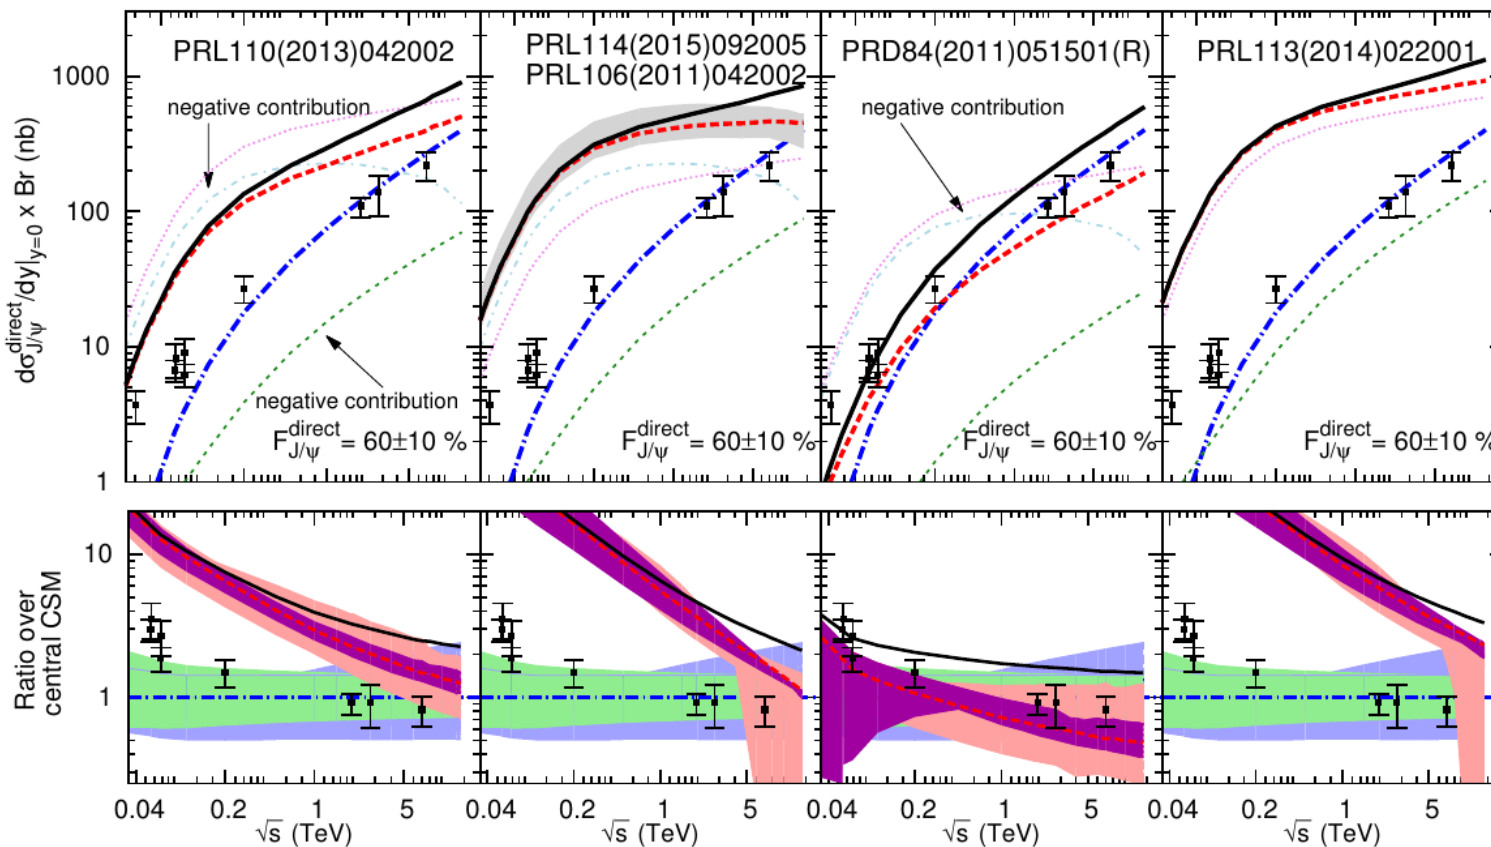 PRL110(2013)042002
PRL114(2015)092005
PRL106(2011)042002
PRD84(2011)051501(R)
PRL113(2014)022001
1000
100
10
1
dσ^direct_J/ψ/dy|y=0 x Br (nb)
negative contribution
negative contribution
negative contribution
F^direct_J/ψ = 60±10 %
F^direct_J/ψ = 60±10 %
F^direct_J/ψ = 60±10 %
F^direct_J/ψ = 60±10 %
Ratio over
central CSM
10
1
0.04 0.2 1 5
0.04 0.2 1 5
0.04 0.2 1 5
0.04 0.2 1 5
√s (TeV)
√s (TeV)
√s (TeV)
√s (TeV)